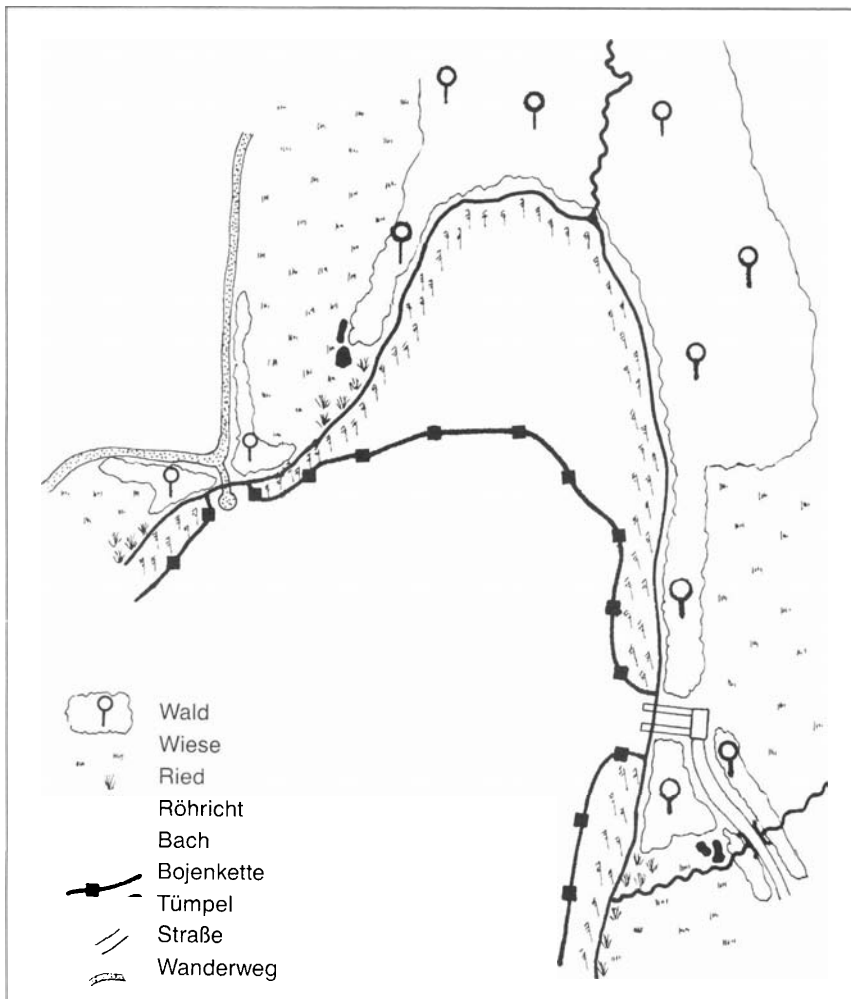 Wald
Wiese
Ried
Röhricht
Bach
Bojenkette
Tümpel
Straße
Wanderweg